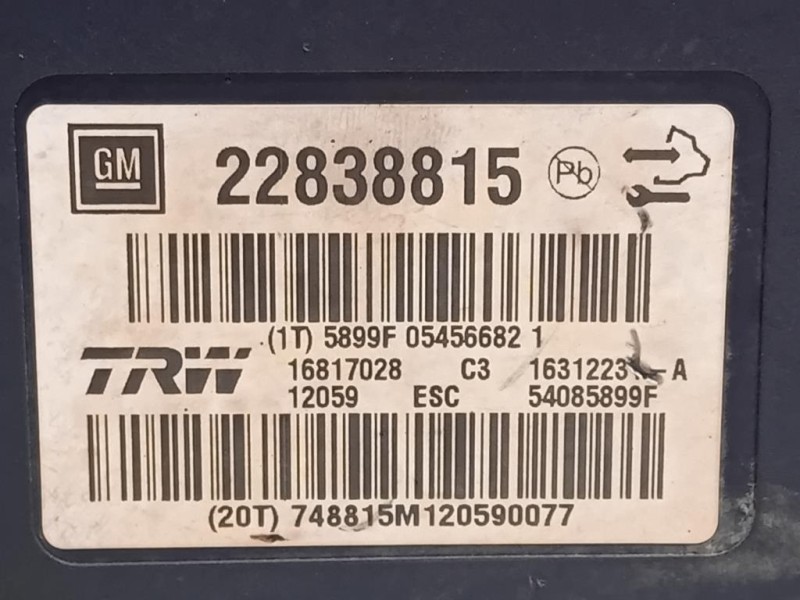 GM 22838815 Pb
(1T) 5899F 05456682 1
TRW 16817028 C3
12059 ESC 54085899F
(20T) 748815M120590077